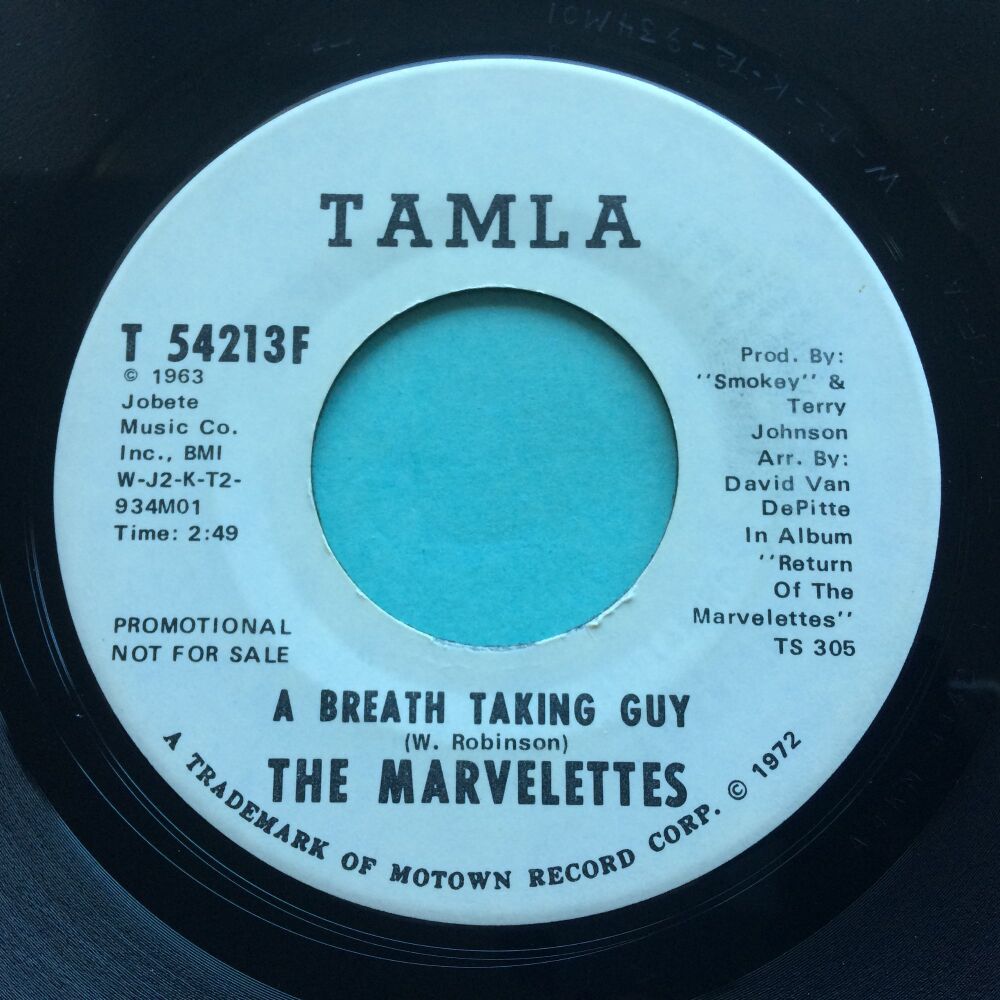 TAMLA
T 54213F
© 1963
Jobete
Music Co.
Inc., BMI
W-J2-K-T2-
934M01
Time: 2:49
PROMOTIONAL
NOT FOR SALE
Prod. By:
"Smokey" &
Terry
Johnson
Arr. By:
David Van
DePitte
In Album
"Return
Of The
Marvelettes"
TS 305
A BREATH TAKING GUY
(W. Robinson)
THE MARVELETTES
A TRADEMARK OF MOTOWN RECORD CORP. © 1972